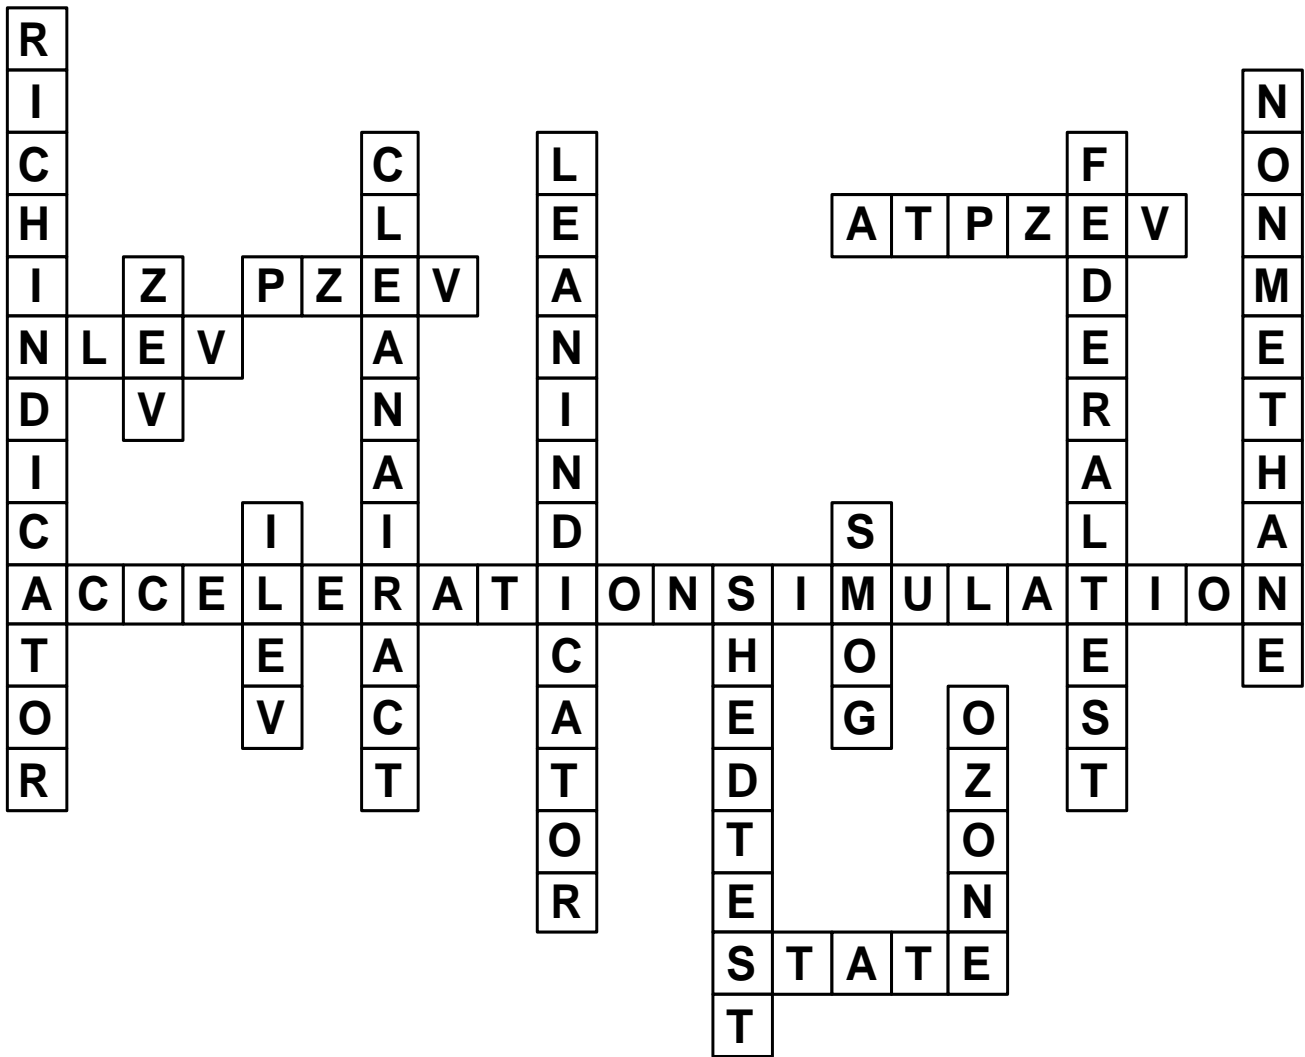 RICHINDICATOR
NONMETHANE
CLEANAIRACT
LEANINDICATOR
FEDERALTEST
ATPZEV
ZEV
PZEV
NLEV
ILEV
SMOG
ACCELERATIONSIMULATION
SHEDTEST
OZONE
STATE